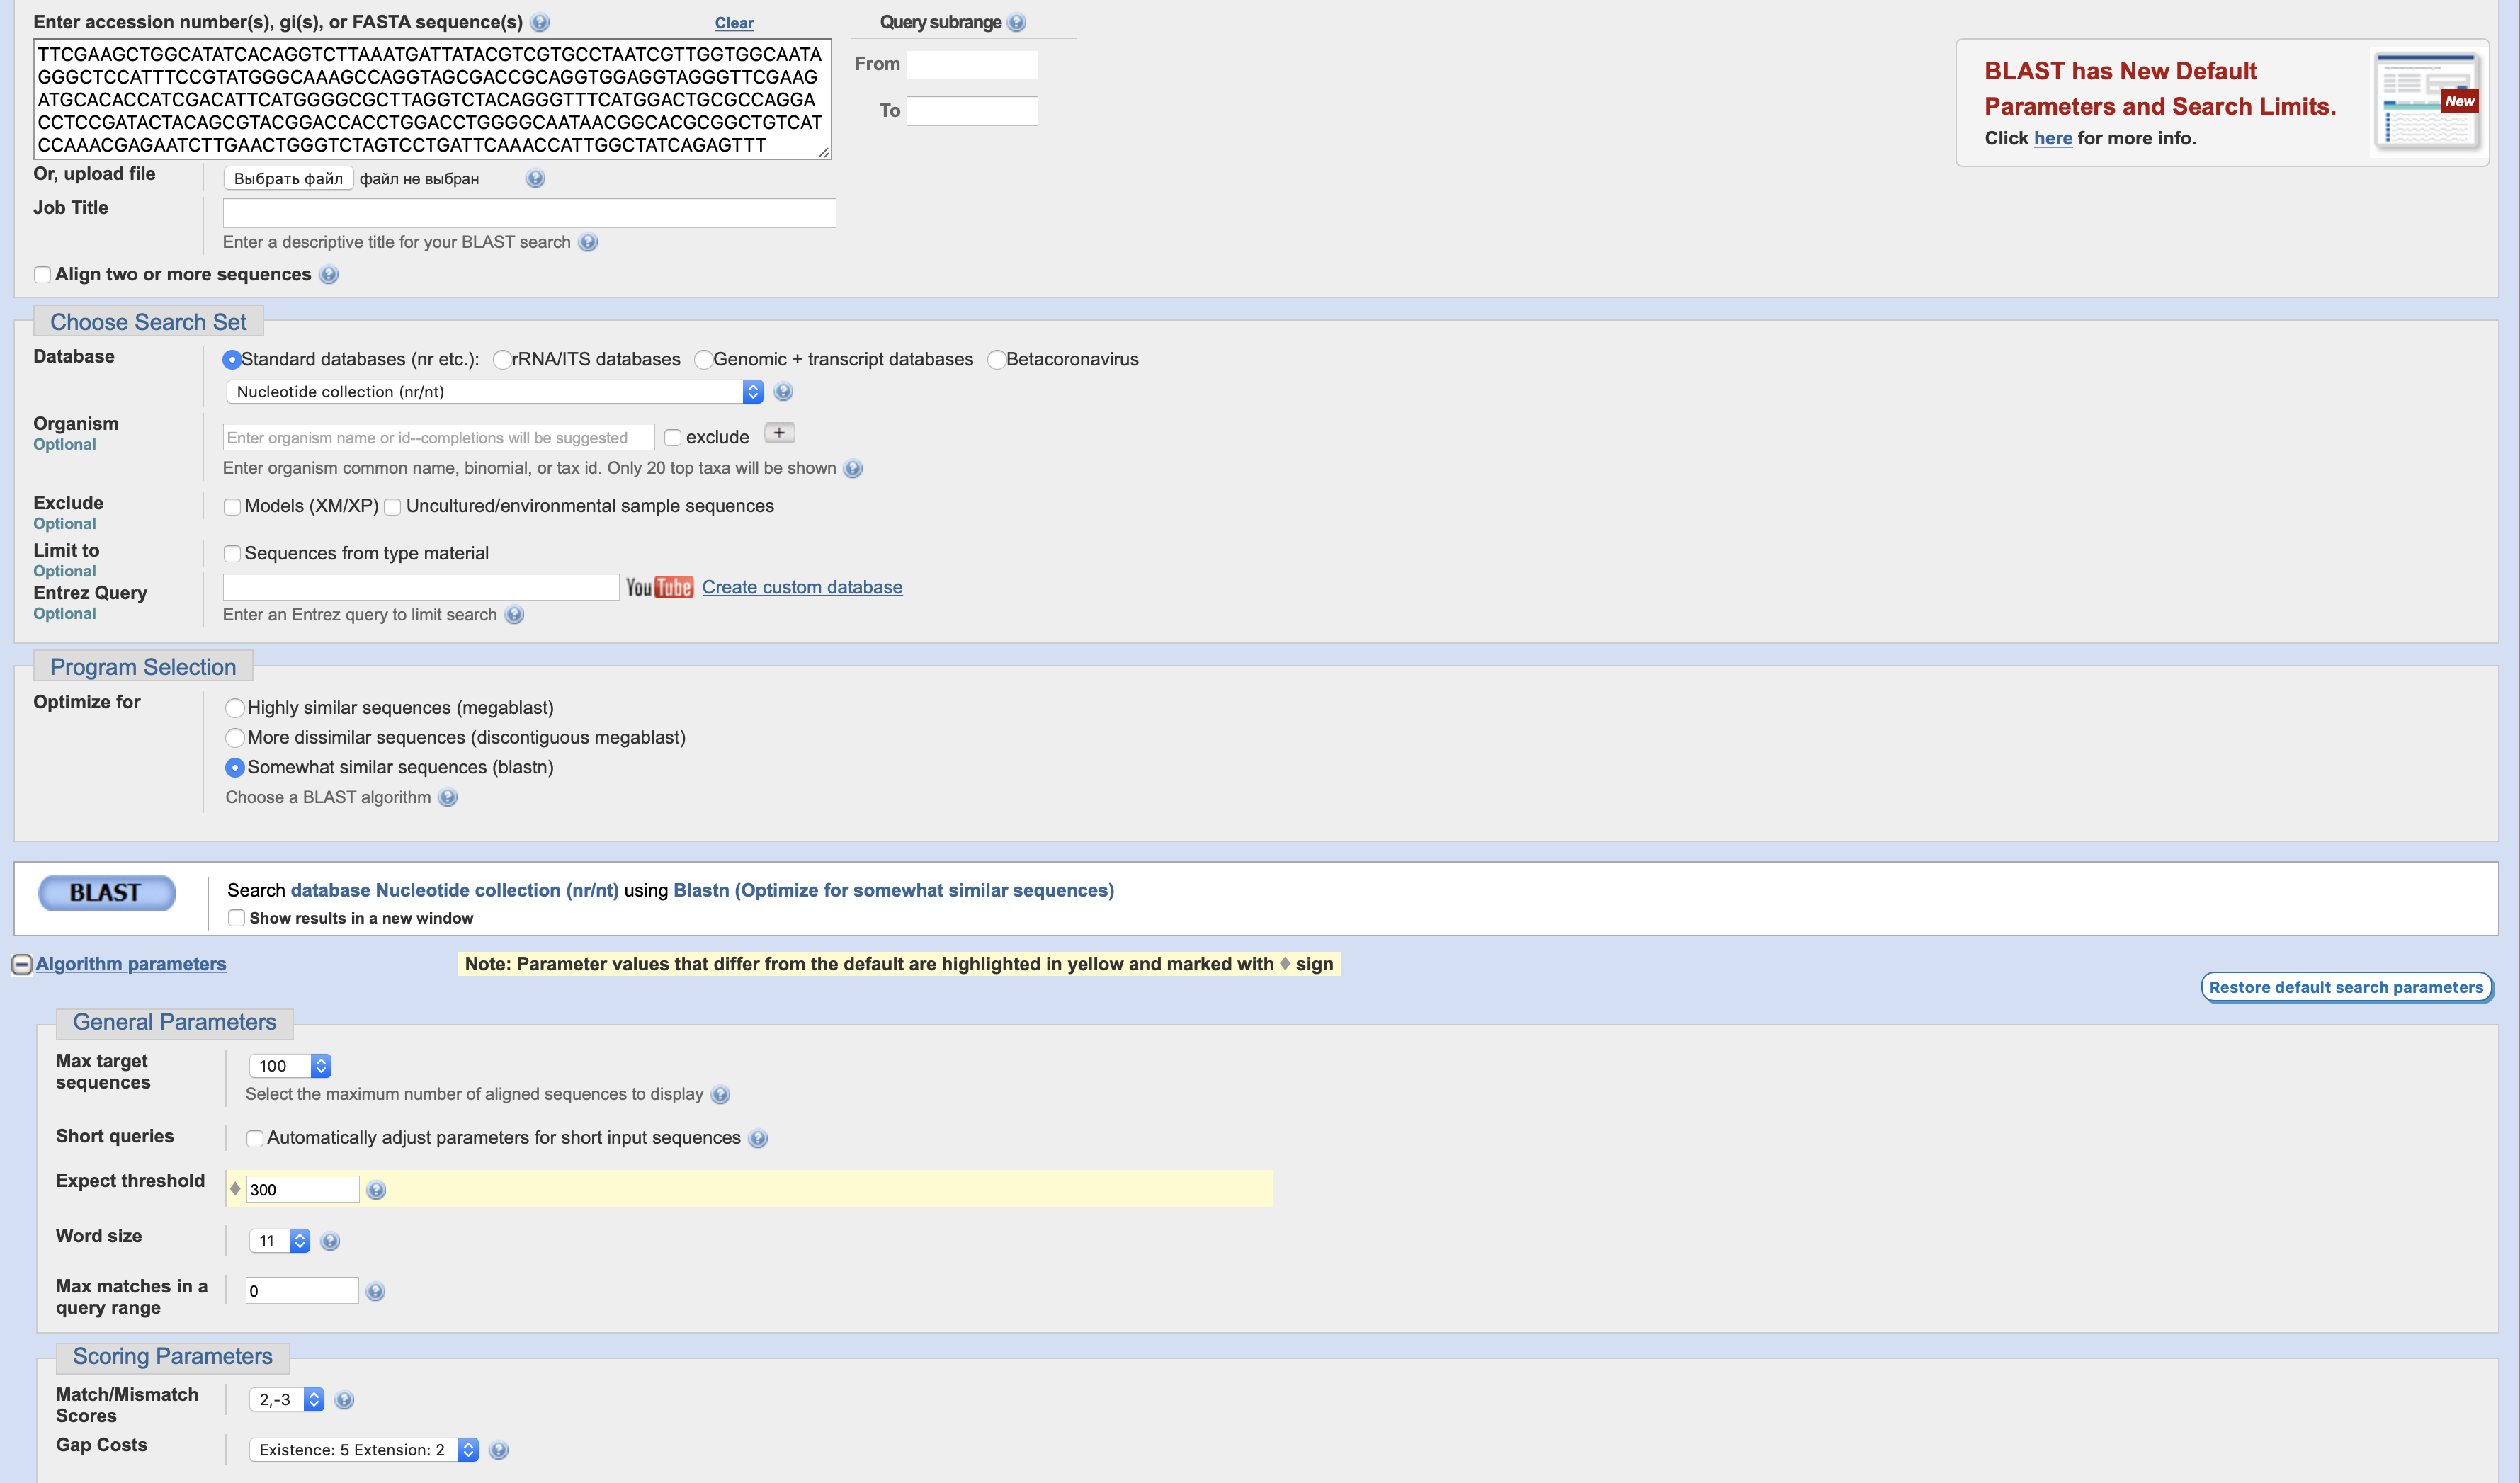 Enter accession number(s), gi(s), or FASTA sequence(s) Clear Query subrange
TTCGAAGCTGGCATATCACAGGTCTTAAATGATTATACGTCGTGCCTAATCGTTGGTGGCAATA
GGGCTCCATTTCCGTATGGGCAAAGCCAGGTAGCGACCGCAGGTGGAGGTAGGGTTCGAAG
ATGCACACCATCGACATTCATGGGGCGCTTAGGTCTACAGGGTTTCATGGACTGCGCCAGGA
CCTCCGATACTACAGCGTACGGACCACCTGGACCTGGGGCAATAACGGCACGCGGCTGTCAT
CCAAACGAGAATCTTGAACTGGGTCTAGTCCTGATTCAAACCATTGGCTATCAGAGTTT
From
To
BLAST has New Default
Parameters and Search Limits.
Click here for more info.
New
Or, upload file Выбрать файл файл не выбран
Job Title
Enter a descriptive title for your BLAST search
Align two or more sequences
Choose Search Set
Database Standard databases (nr etc.): rRNA/ITS databases Genomic + transcript databases Betacoronavirus
Nucleotide collection (nr/nt)
Organism
Optional
Enter organism name or id--completions will be suggested exclude +
Enter organism common name, binomial, or tax id. Only 20 top taxa will be shown
Exclude
Optional
Models (XM/XP) Uncultured/environmental sample sequences
Limit to
Optional
Sequences from type material
Entrez Query
Optional
YouTube Create custom database
Enter an Entrez query to limit search
Program Selection
Optimize for
Highly similar sequences (megablast)
More dissimilar sequences (discontiguous megablast)
Somewhat similar sequences (blastn)
Choose a BLAST algorithm
BLAST
Search database Nucleotide collection (nr/nt) using Blastn (Optimize for somewhat similar sequences)
Show results in a new window
Algorithm parameters Note: Parameter values that differ from the default are highlighted in yellow and marked with ♦ sign
Restore default search parameters
General Parameters
Max target
sequences
100
Select the maximum number of aligned sequences to display
Short queries Automatically adjust parameters for short input sequences
Expect threshold ♦ 300
Word size 11
Max matches in a
query range
0
Scoring Parameters
Match/Mismatch
Scores
2,-3
Gap Costs Existence: 5 Extension: 2